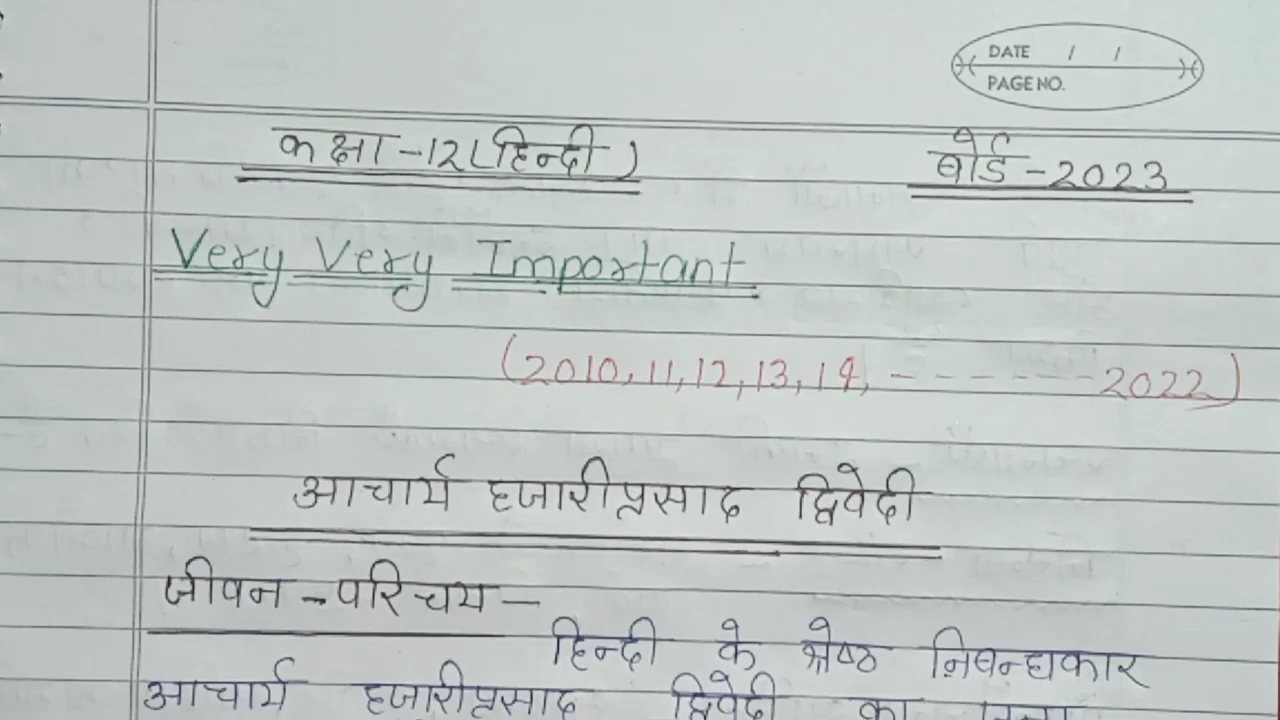 DATE / /
PAGE NO.
कक्षा -12 (हिन्दी) बोर्ड -2023
Very Very Important
(2010, 11, 12, 13, 14, - - - - - - - 2022)
आचार्य हजारीप्रसाद द्विवेदी
जीवन -परिचय -
हिन्दी के श्रेष्ठ निबन्धकार
आचार्य हजारीप्रसाद द्विवेदी का